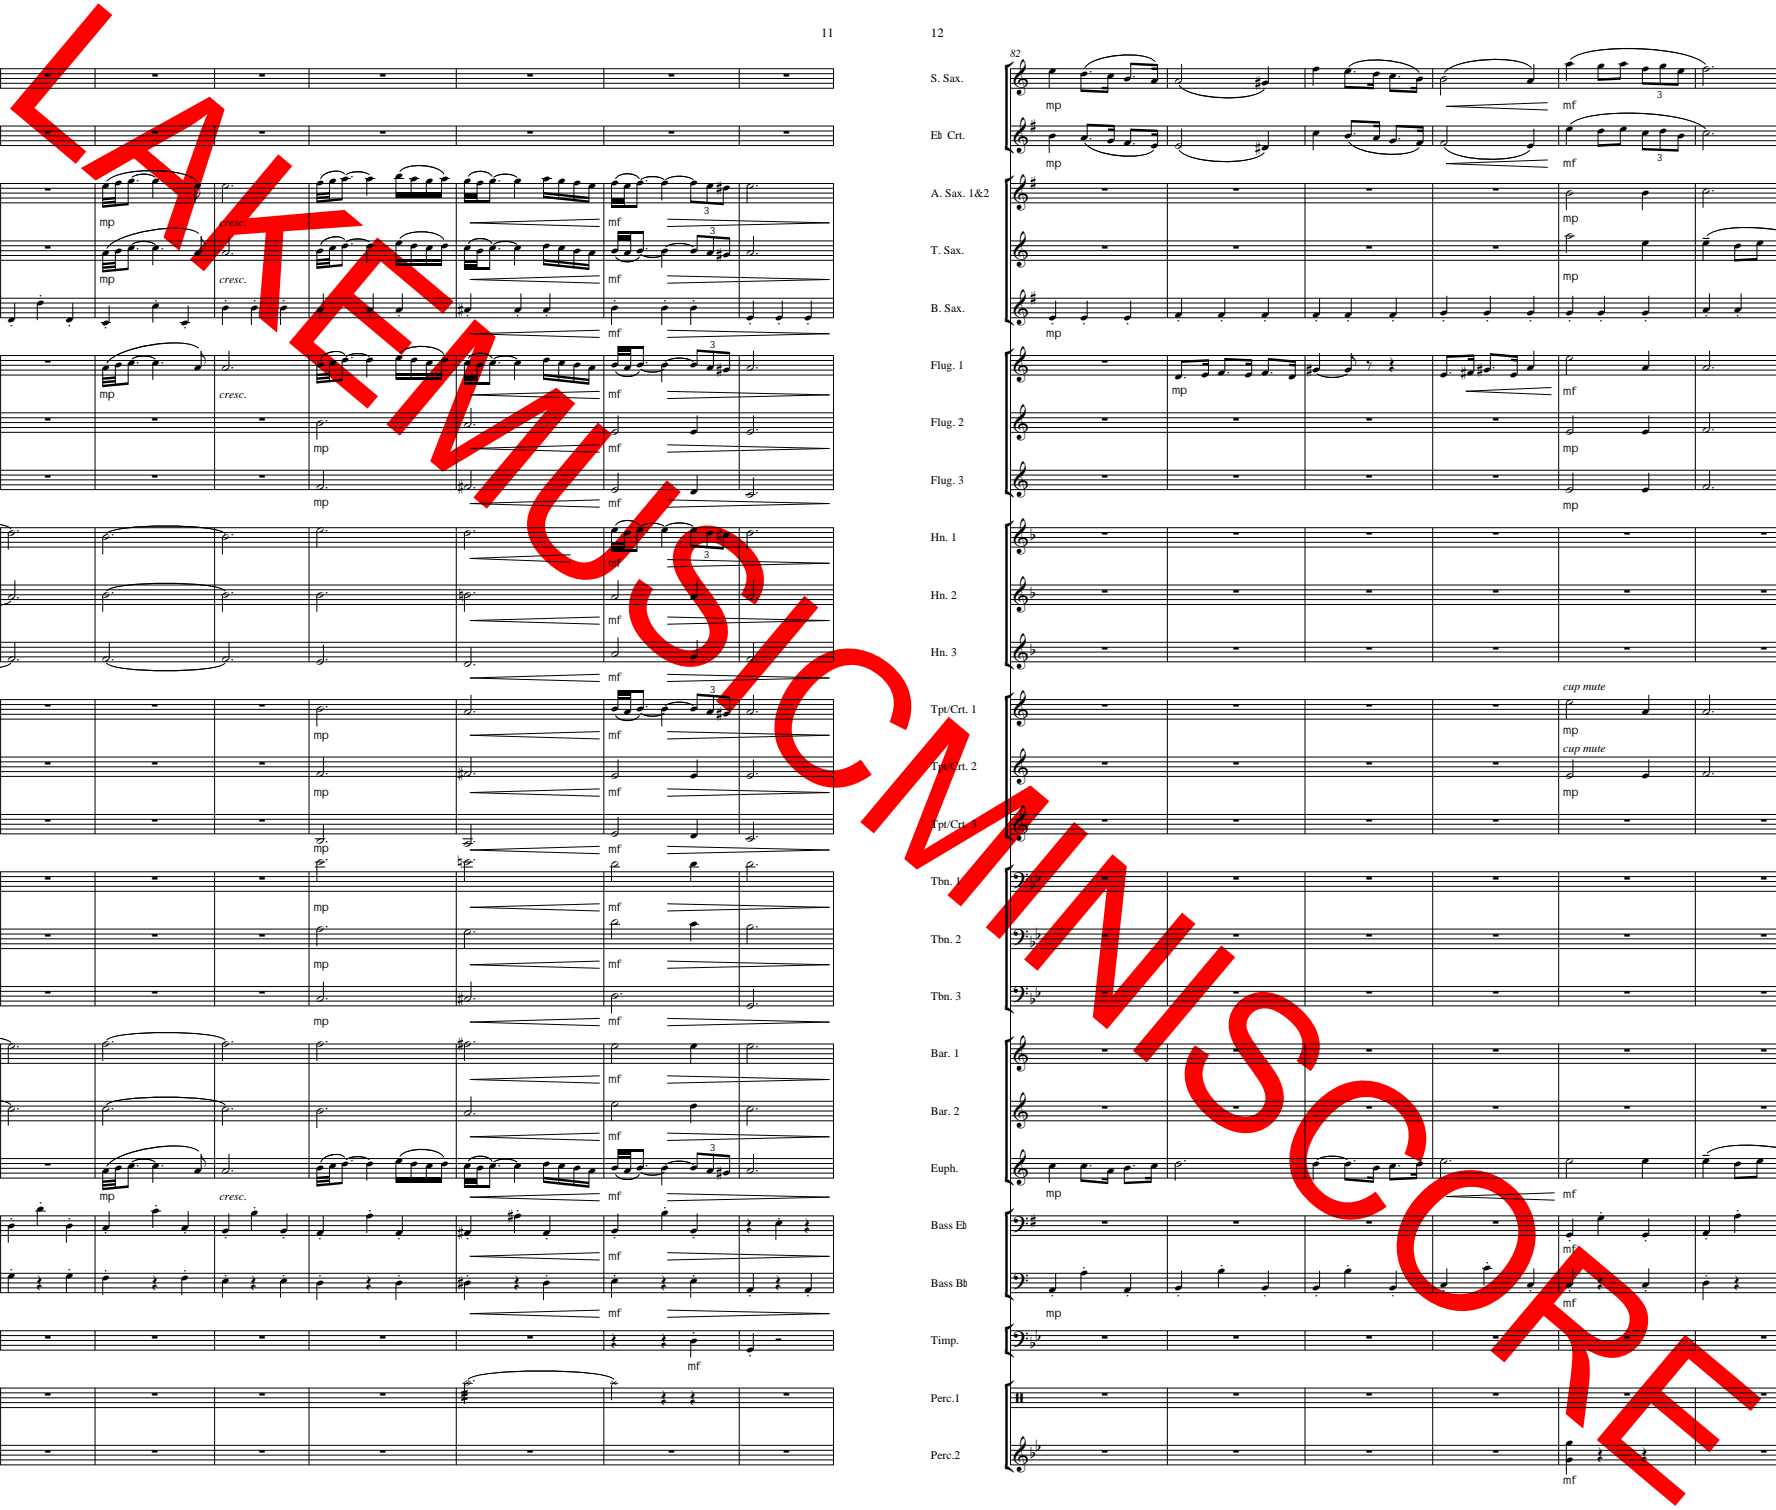 11
mp
cresc.
mf
3
mp
cresc.
mf
3
mf
mp
cresc.
mf
3
mp
mf
mp
mf
mf
3
mf
mf
mp
mf
3
mp
mf
mp
mf
mp
mf
mp
mf
mp
mf
mf
mf
mp
cresc.
mf
3
mf
mf
mf
12
82
S. Sax.
mp
mf
3
E♭ Crt.
mp
mf
3
A. Sax. 1&2
mp
T. Sax.
mp
B. Sax.
mp
Flug. 1
mp
mf
Flug. 2
mp
Flug. 3
mp
Hn. 1
Hn. 2
Hn. 3
cup mute
Tpt/Crt. 1
mp
cup mute
Tpt/Crt. 2
mp
Tpt/Crt. 3
Tbn. 1
Tbn. 2
Tbn. 3
Bar. 1
Bar. 2
Euph.
mp
mf
Bass E♭
mf
Bass B♭
mp
mf
Timp.
Perc.1
Perc.2
mf
LAKEMUSICMINISCORE